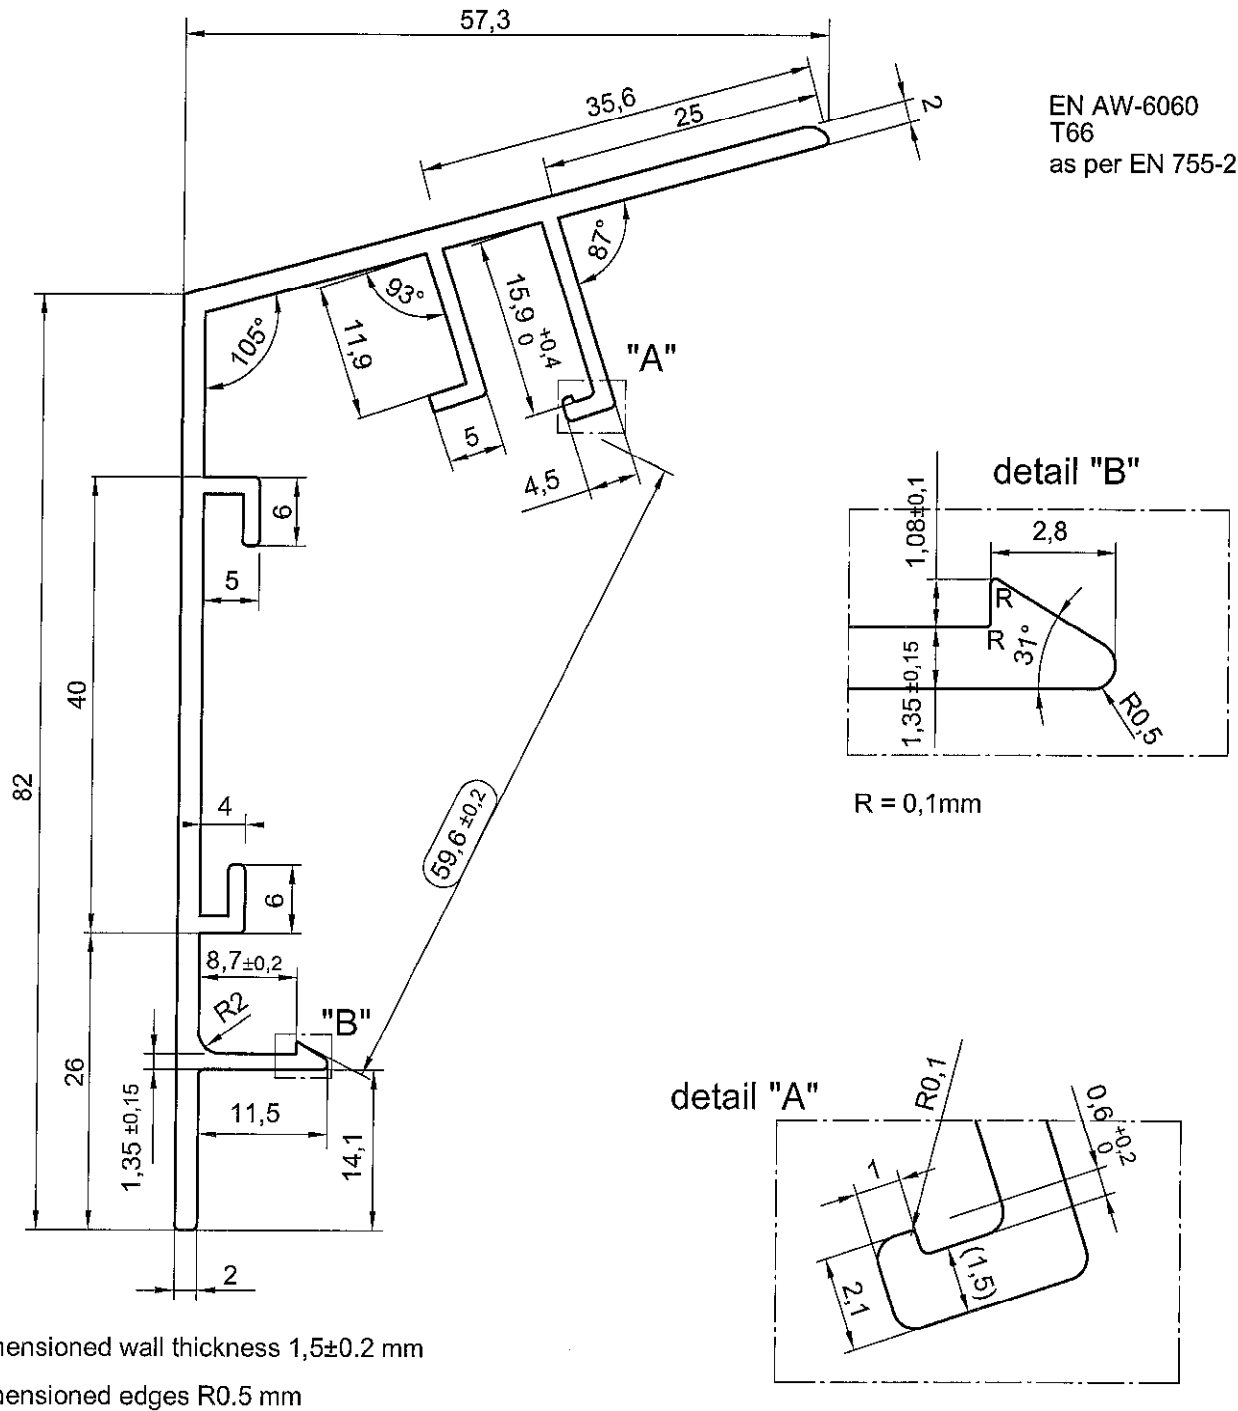 57,3
35,6
25
2
EN AW-6060
T66
as per EN 755-2
87°
93°
105°
11,9
15,9 +0,4 0
"A"
5
4,5
6
5
detail "B"
1,08±0,1
2,8
R
R
31°
1,35±0,15
R0,5
R = 0,1mm
40
82
4
6
59,6 ±0,2
8,7±0,2
R2
"B"
26
1,35 ±0,15
11,5
14,1
2
detail "A"
R0,1
0,6 +0,2 0
1
(1,5)
2,1
mensioned wall thickness 1,5±0.2 mm
mensioned edges R0.5 mm